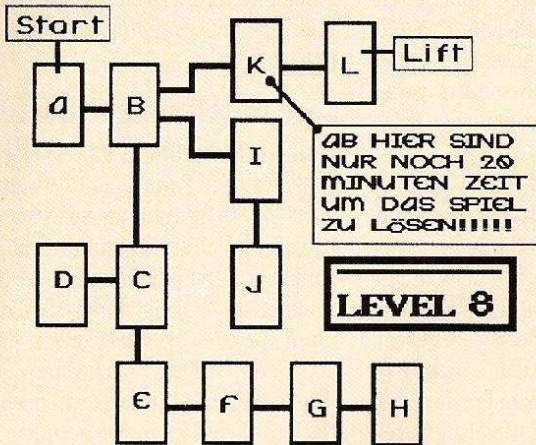 Start
a
B
K
L
Lift
I
AB HIER SIND
NUR NOCH 20
MINUTEN ZEIT
UM DAS SPIEL
ZU LÖSEN!!!!!
D
C
J
LEVEL 8
E
F
G
H